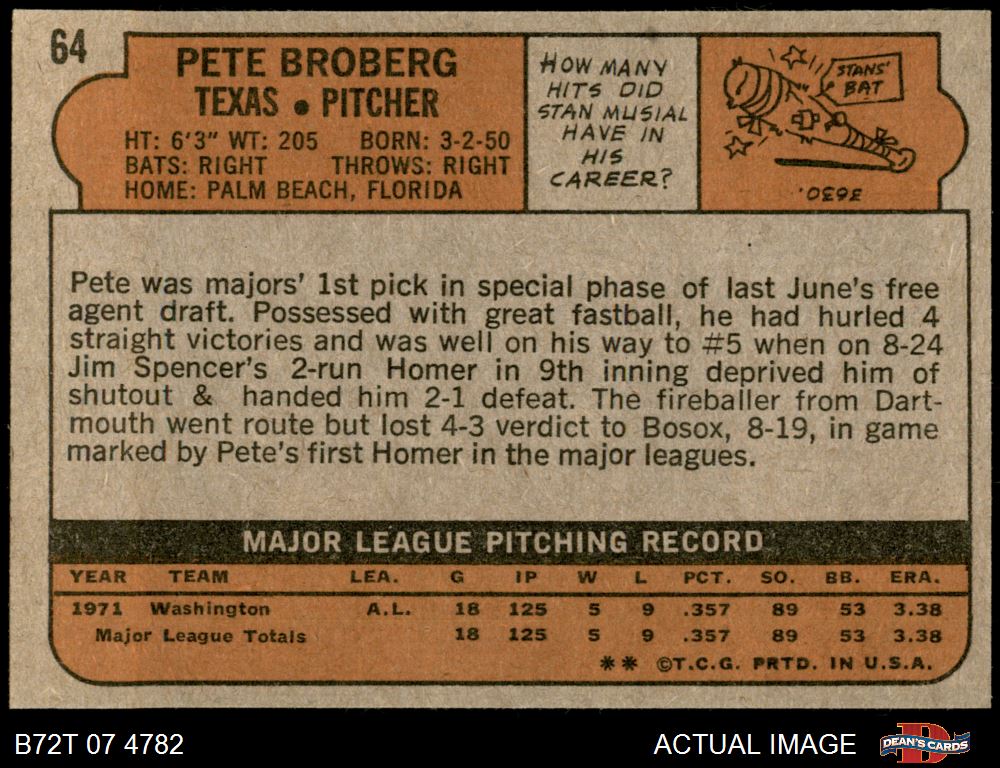 64
PETE BROBERG
TEXAS • PITCHER
HT: 6'3" WT: 205 BORN: 3-2-50
BATS: RIGHT THROWS: RIGHT
HOME: PALM BEACH, FLORIDA
HOW MANY
HITS DID
STAN MUSIAL
HAVE IN
HIS
CAREER?
STANS'
BAT
3630.
Pete was majors' 1st pick in special phase of last June's free
agent draft. Possessed with great fastball, he had hurled 4
straight victories and was well on his way to #5 when on 8-24
Jim Spencer's 2-run Homer in 9th inning deprived him of
shutout & handed him 2-1 defeat. The fireballer from Dart-
mouth went route but lost 4-3 verdict to Bosox, 8-19, in game
marked by Pete's first Homer in the major leagues.
MAJOR LEAGUE PITCHING RECORD
YEAR TEAM LEA. G IP W L PCT. SO. BB. ERA.
1971 Washington A.L. 18 125 5 9 .357 89 53 3.38
Major League Totals 18 125 5 9 .357 89 53 3.38
** ©T.C.G. PRTD. IN U.S.A.
B72T 07 4782
ACTUAL IMAGE
DEAN'S CARDS